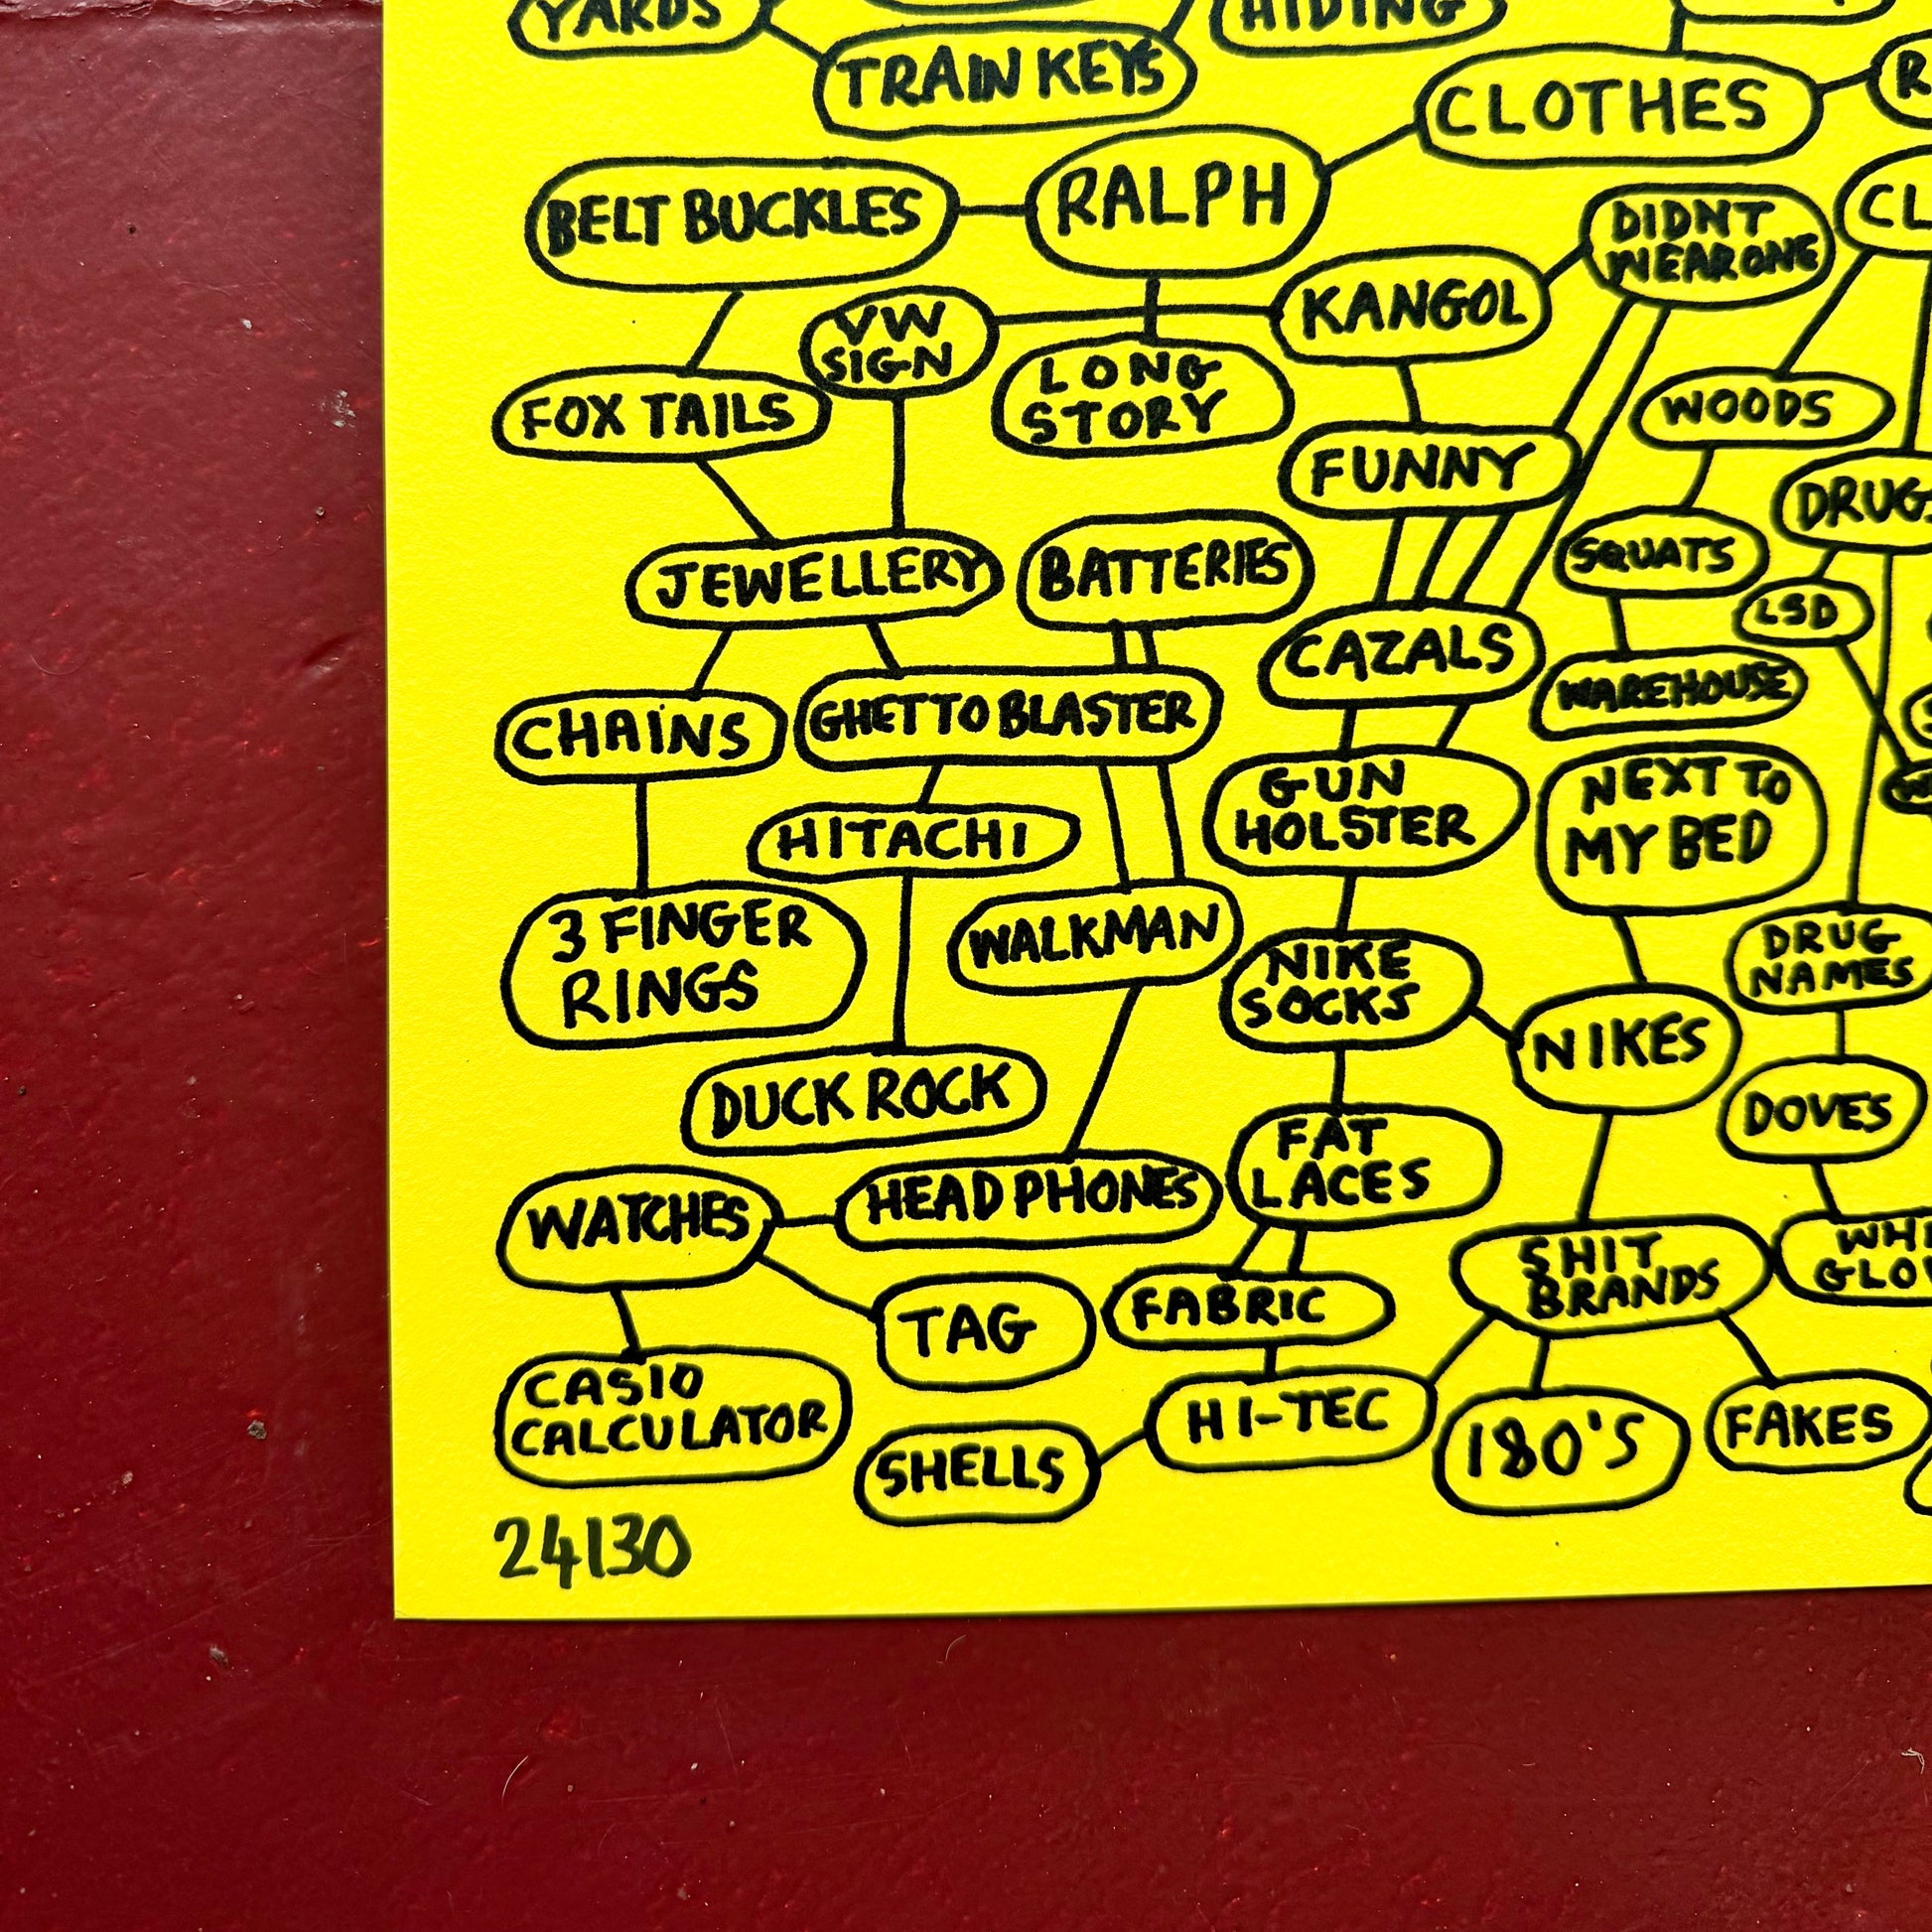 YARDS
HIDING
TRAIN KEYS
CLOTHES
BELT BUCKLES
RALPH
DIDNT
WEAR ONE
KANGOL
VW
SIGN
LONG
STORY
FOX TAILS
WOODS
FUNNY
JEWELLERY
BATTERIES
SQUATS
LSD
CAZALS
WAREHOUSE
CHAINS
GHETTO BLASTER
GUN
HOLSTER
NEXT TO
MY BED
HITACHI
3 FINGER
RINGS
WALKMAN
NIKE
SOCKS
NIKES
DRUG
NAMES
DUCK ROCK
DOVES
FAT
LACES
WATCHES
HEAD PHONES
SHIT
BRANDS
TAG
FABRIC
CASIO
CALCULATOR
SHELLS
HI-TEC
180'S
FAKES
24130